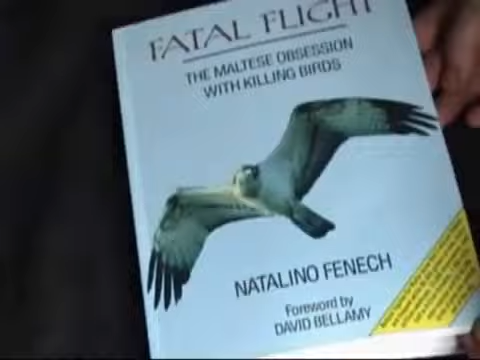 FATAL FLIGHT
THE MALTESE OBSESSION
WITH KILLING BIRDS
NATALINO FENECH
Foreword by
DAVID BELLAMY